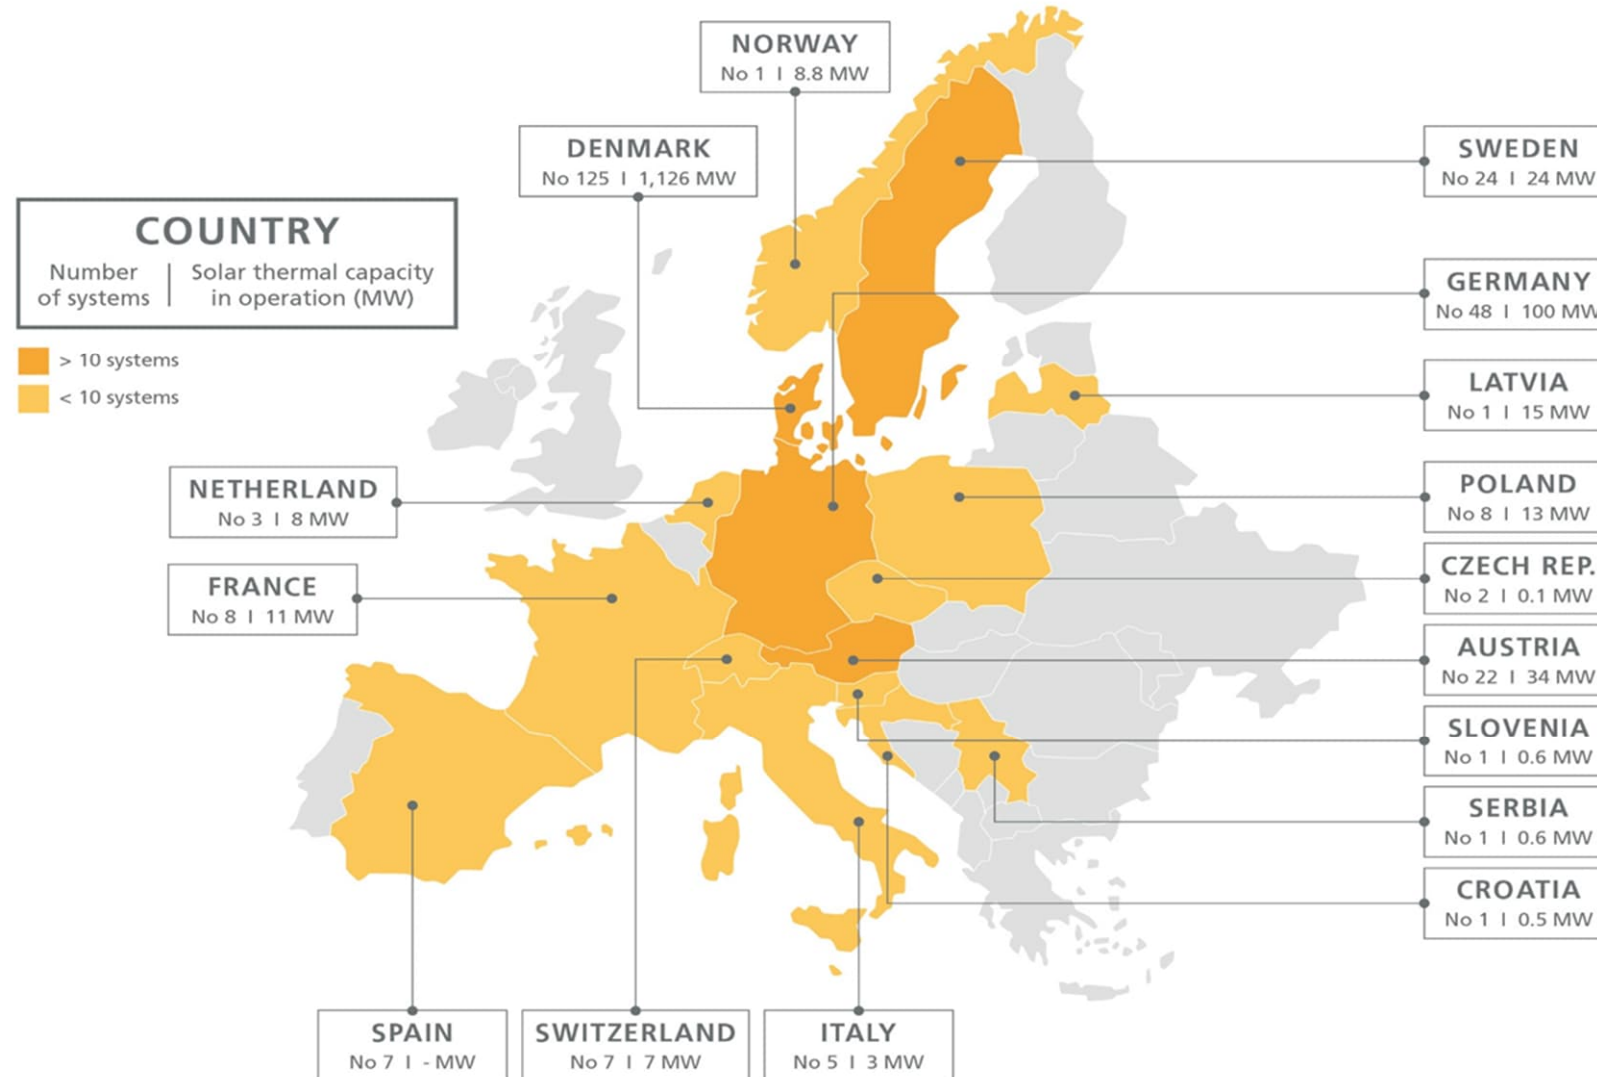 NORWAY
No 1 | 8.8 MW
DENMARK
No 125 | 1,126 MW
SWEDEN
No 24 | 24 MW
COUNTRY
Number
of systems
Solar thermal capacity
in operation (MW)
> 10 systems
< 10 systems
GERMANY
No 48 | 100 MW
LATVIA
No 1 | 15 MW
NETHERLAND
No 3 | 8 MW
POLAND
No 8 | 13 MW
FRANCE
No 8 | 11 MW
CZECH REP.
No 2 | 0.1 MW
AUSTRIA
No 22 | 34 MW
SLOVENIA
No 1 | 0.6 MW
SERBIA
No 1 | 0.6 MW
CROATIA
No 1 | 0.5 MW
SPAIN
No 7 | - MW
SWITZERLAND
No 7 | 7 MW
ITALY
No 5 | 3 MW